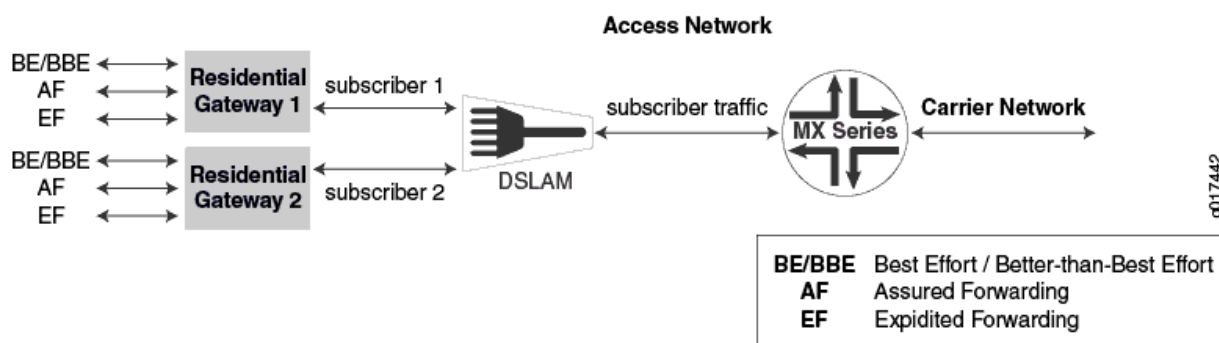 Access Network
BE/BBE
AF
EF
Residential
Gateway 1
subscriber 1
BE/BBE
AF
EF
Residential
Gateway 2
subscriber 2
DSLAM
subscriber traffic
MX Series
Carrier Network
g017442
BE/BBE Best Effort / Better-than-Best Effort
AF Assured Forwarding
EF Expidited Forwarding